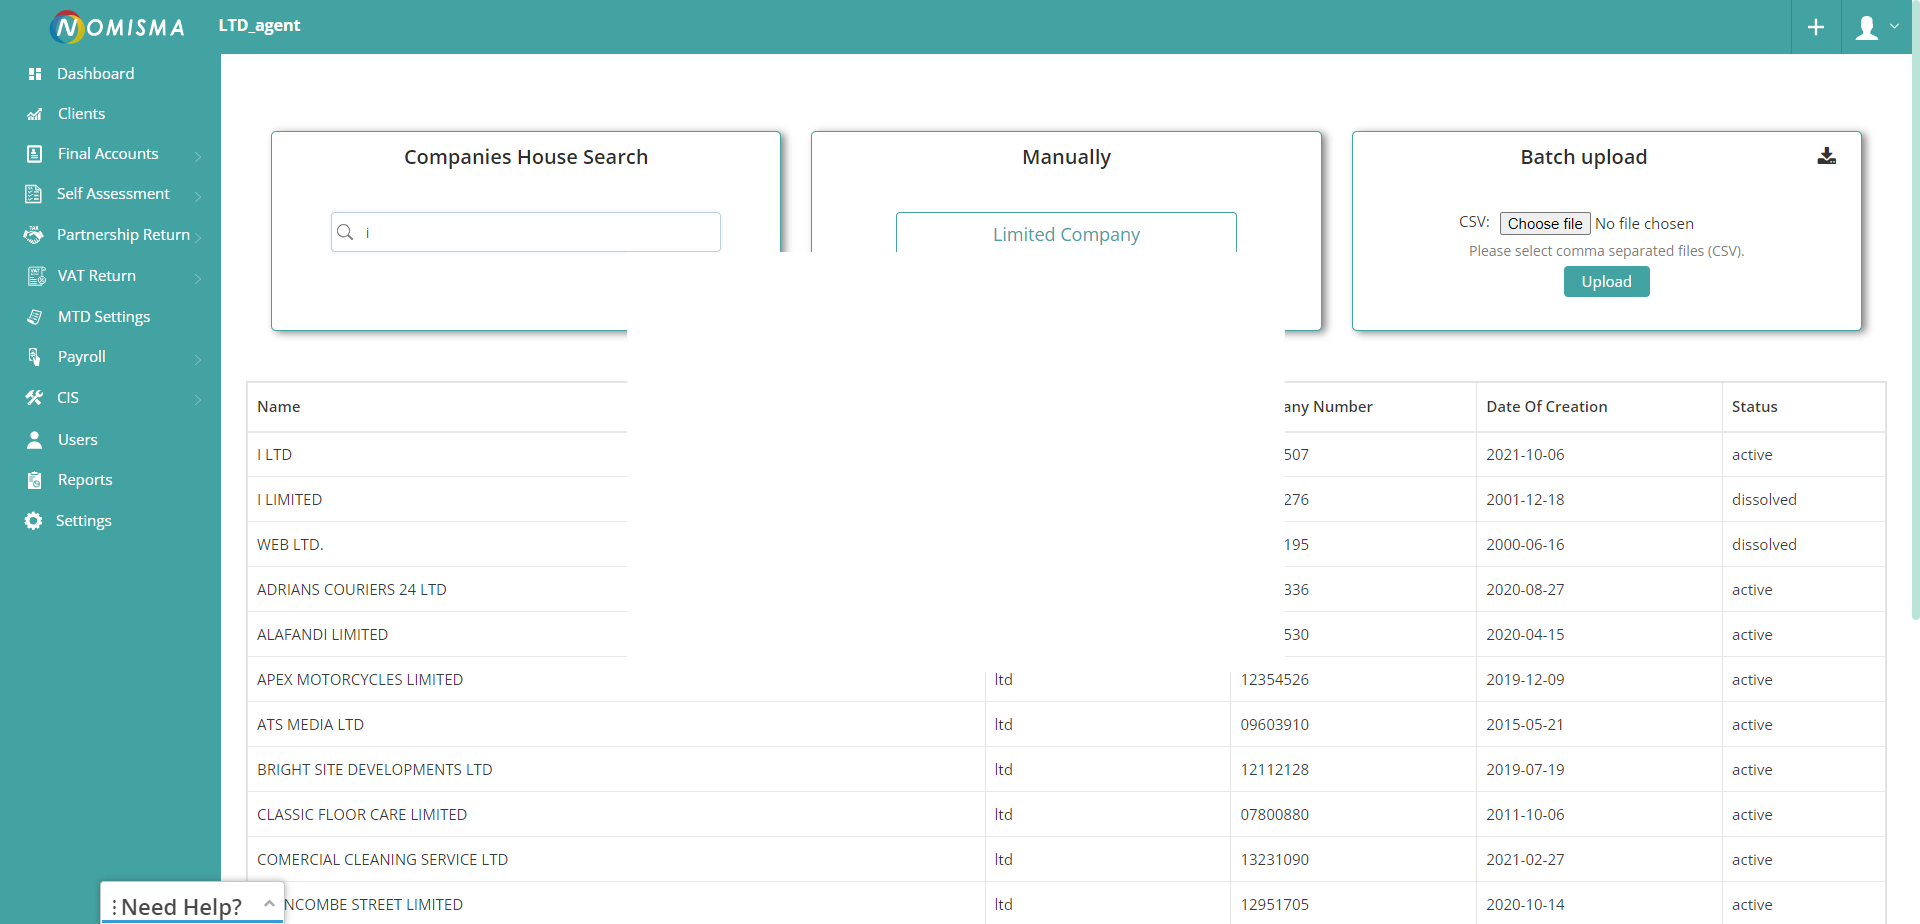 NOMISMA LTD_agent
Dashboard
Clients
Final Accounts
Self Assessment
Partnership Return
VAT Return
MTD Settings
Payroll
CIS
Users
Reports
Settings
Companies House Search
i
Manually
Limited Company
Batch upload
CSV: Choose file No file chosen
Please select comma separated files (CSV).
Upload
Name any Number Date Of Creation Status
I LTD 507 2021-10-06 active
I LIMITED 276 2001-12-18 dissolved
WEB LTD. 195 2000-06-16 dissolved
ADRIANS COURIERS 24 LTD 336 2020-08-27 active
ALAFANDI LIMITED 530 2020-04-15 active
APEX MOTORCYCLES LIMITED ltd 12354526 2019-12-09 active
ATS MEDIA LTD ltd 09603910 2015-05-21 active
BRIGHT SITE DEVELOPMENTS LTD ltd 12112128 2019-07-19 active
CLASSIC FLOOR CARE LIMITED ltd 07800880 2011-10-06 active
COMERCIAL CLEANING SERVICE LTD ltd 13231090 2021-02-27 active
NCOMBE STREET LIMITED ltd 12951705 2020-10-14 active
Need Help?